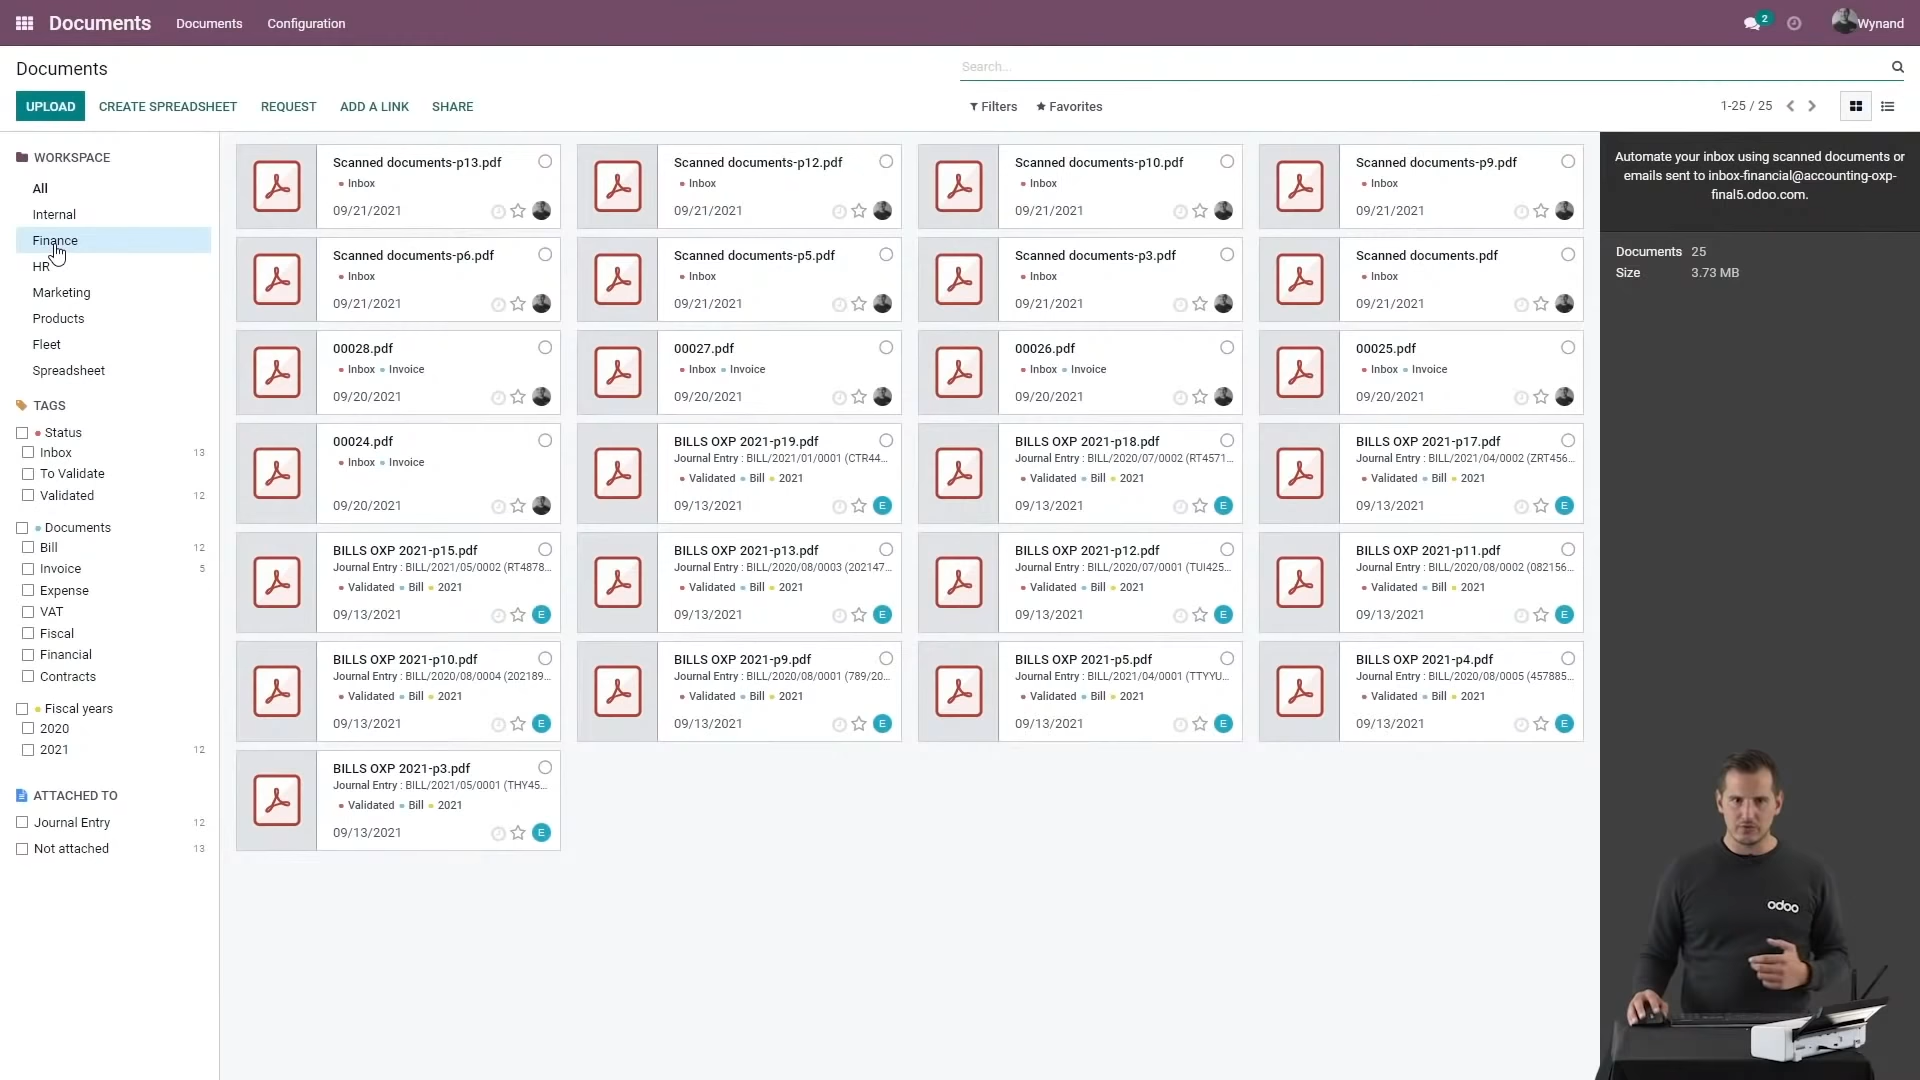 Documents Documents Configuration 2 Wynand
Documents
Search...
UPLOAD CREATE SPREADSHEET REQUEST ADD A LINK SHARE
Filters Favorites
1-25 / 25
WORKSPACE
All
Internal
Finance
HR
Marketing
Products
Fleet
Spreadsheet
TAGS
Status
Inbox 13
To Validate
Validated 12
Documents
Bill 12
Invoice 5
Expense
VAT
Fiscal
Financial
Contracts
Fiscal years
2020
2021 12
ATTACHED TO
Journal Entry 12
Not attached 13
Scanned documents-p13.pdf
Inbox
09/21/2021
Scanned documents-p12.pdf
Inbox
09/21/2021
Scanned documents-p10.pdf
Inbox
09/21/2021
Scanned documents-p9.pdf
Inbox
09/21/2021
Scanned documents-p6.pdf
Inbox
09/21/2021
Scanned documents-p5.pdf
Inbox
09/21/2021
Scanned documents-p3.pdf
Inbox
09/21/2021
Scanned documents.pdf
Inbox
09/21/2021
00028.pdf
Inbox Invoice
09/20/2021
00027.pdf
Inbox Invoice
09/20/2021
00026.pdf
Inbox Invoice
09/20/2021
00025.pdf
Inbox Invoice
09/20/2021
00024.pdf
Inbox Invoice
09/20/2021
BILLS OXP 2021-p19.pdf
Journal Entry : BILL/2021/01/0001 (CTR44...
Validated Bill 2021
09/13/2021 E
BILLS OXP 2021-p18.pdf
Journal Entry : BILL/2020/07/0002 (RT4571...
Validated Bill 2021
09/13/2021 E
BILLS OXP 2021-p17.pdf
Journal Entry : BILL/2021/04/0002 (ZRT456...
Validated Bill 2021
09/13/2021 E
BILLS OXP 2021-p15.pdf
Journal Entry : BILL/2021/05/0002 (RT4878...
Validated Bill 2021
09/13/2021 E
BILLS OXP 2021-p13.pdf
Journal Entry : BILL/2020/08/0003 (202147...
Validated Bill 2021
09/13/2021 E
BILLS OXP 2021-p12.pdf
Journal Entry : BILL/2020/07/0001 (TUI425...
Validated Bill 2021
09/13/2021 E
BILLS OXP 2021-p11.pdf
Journal Entry : BILL/2020/08/0002 (082156...
Validated Bill 2021
09/13/2021 E
BILLS OXP 2021-p10.pdf
Journal Entry : BILL/2020/08/0004 (202189...
Validated Bill 2021
09/13/2021 E
BILLS OXP 2021-p9.pdf
Journal Entry : BILL/2020/08/0001 (789/20...
Validated Bill 2021
09/13/2021 E
BILLS OXP 2021-p5.pdf
Journal Entry : BILL/2021/04/0001 (TTYYU...
Validated Bill 2021
09/13/2021 E
BILLS OXP 2021-p4.pdf
Journal Entry : BILL/2020/08/0005 (457885...
Validated Bill 2021
09/13/2021 E
BILLS OXP 2021-p3.pdf
Journal Entry : BILL/2021/05/0001 (THY45...
Validated Bill 2021
09/13/2021 E
Automate your inbox using scanned documents or
emails sent to inbox-financial@accounting-oxp-
final5.odoo.com.
Documents 25
Size 3.73 MB
odoo